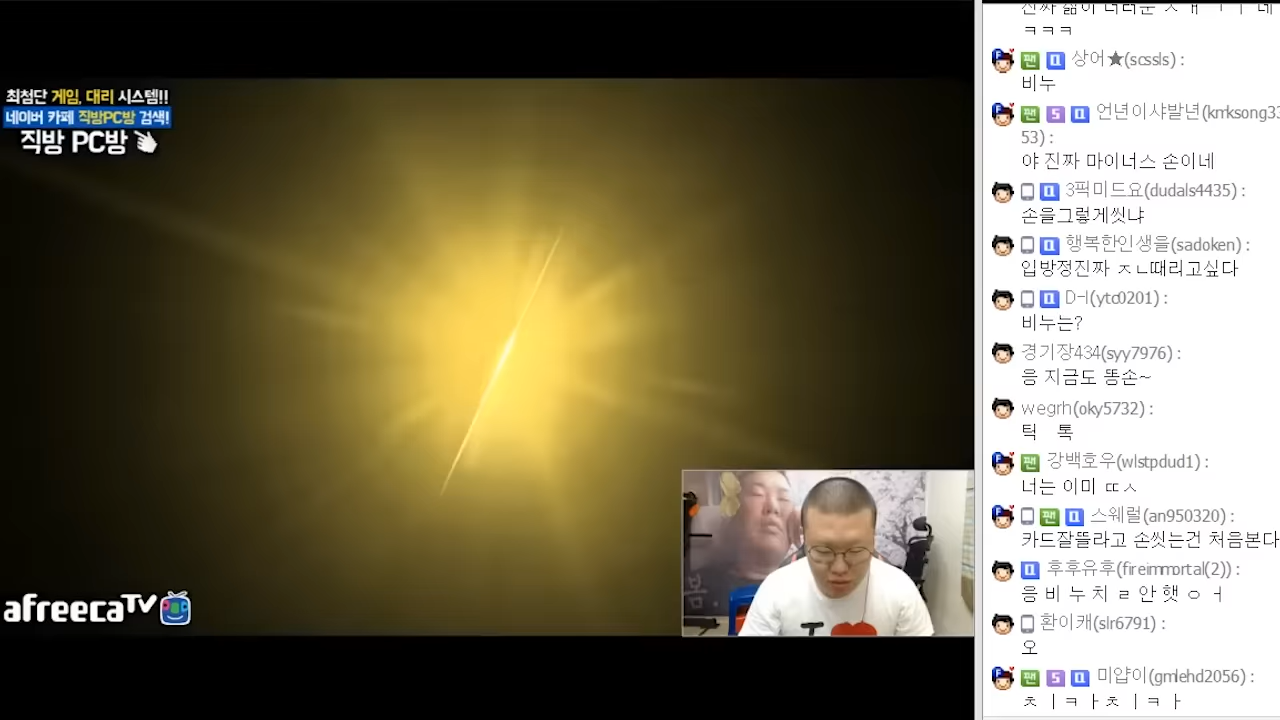 최첨단 게임, 대리 시스템!!
네이버 카페 직방PC방 검색!
직방 PC방
afreecaTV
봄.
ㅋㅋㅋ
팬 상어★(scssls) :
비누
팬 S 언년이샤발년(kmksong33
53) :
야 진짜 마이너스 손이네
3픽미드요(dudals4435) :
손을그렇게씻냐
행복한인생을(sadoken) :
입방정진짜 ㅈㄴ때리고싶다
D-I(ytc0201) :
비누는?
경기장434(syy7976) :
응 지금도 똥손~
wegrh(oky5732) :
틱 톡
팬 강백호우(wlstpdud1) :
너는 이미 ㄸㅅ
팬 스웨럴(an950320) :
카드잘뜰라고 손씻는건 처음본다
후후유후(fireimmortal(2)) :
응 비 누 치 ㄹ 안 햇 ㅇ ㅓ
환이캐(slr6791) :
오
팬 S 미얍이(gmlehd2056) :
ㅊ ㅣ ㅋ ㅏ ㅊ ㅣ ㅋ ㅏ